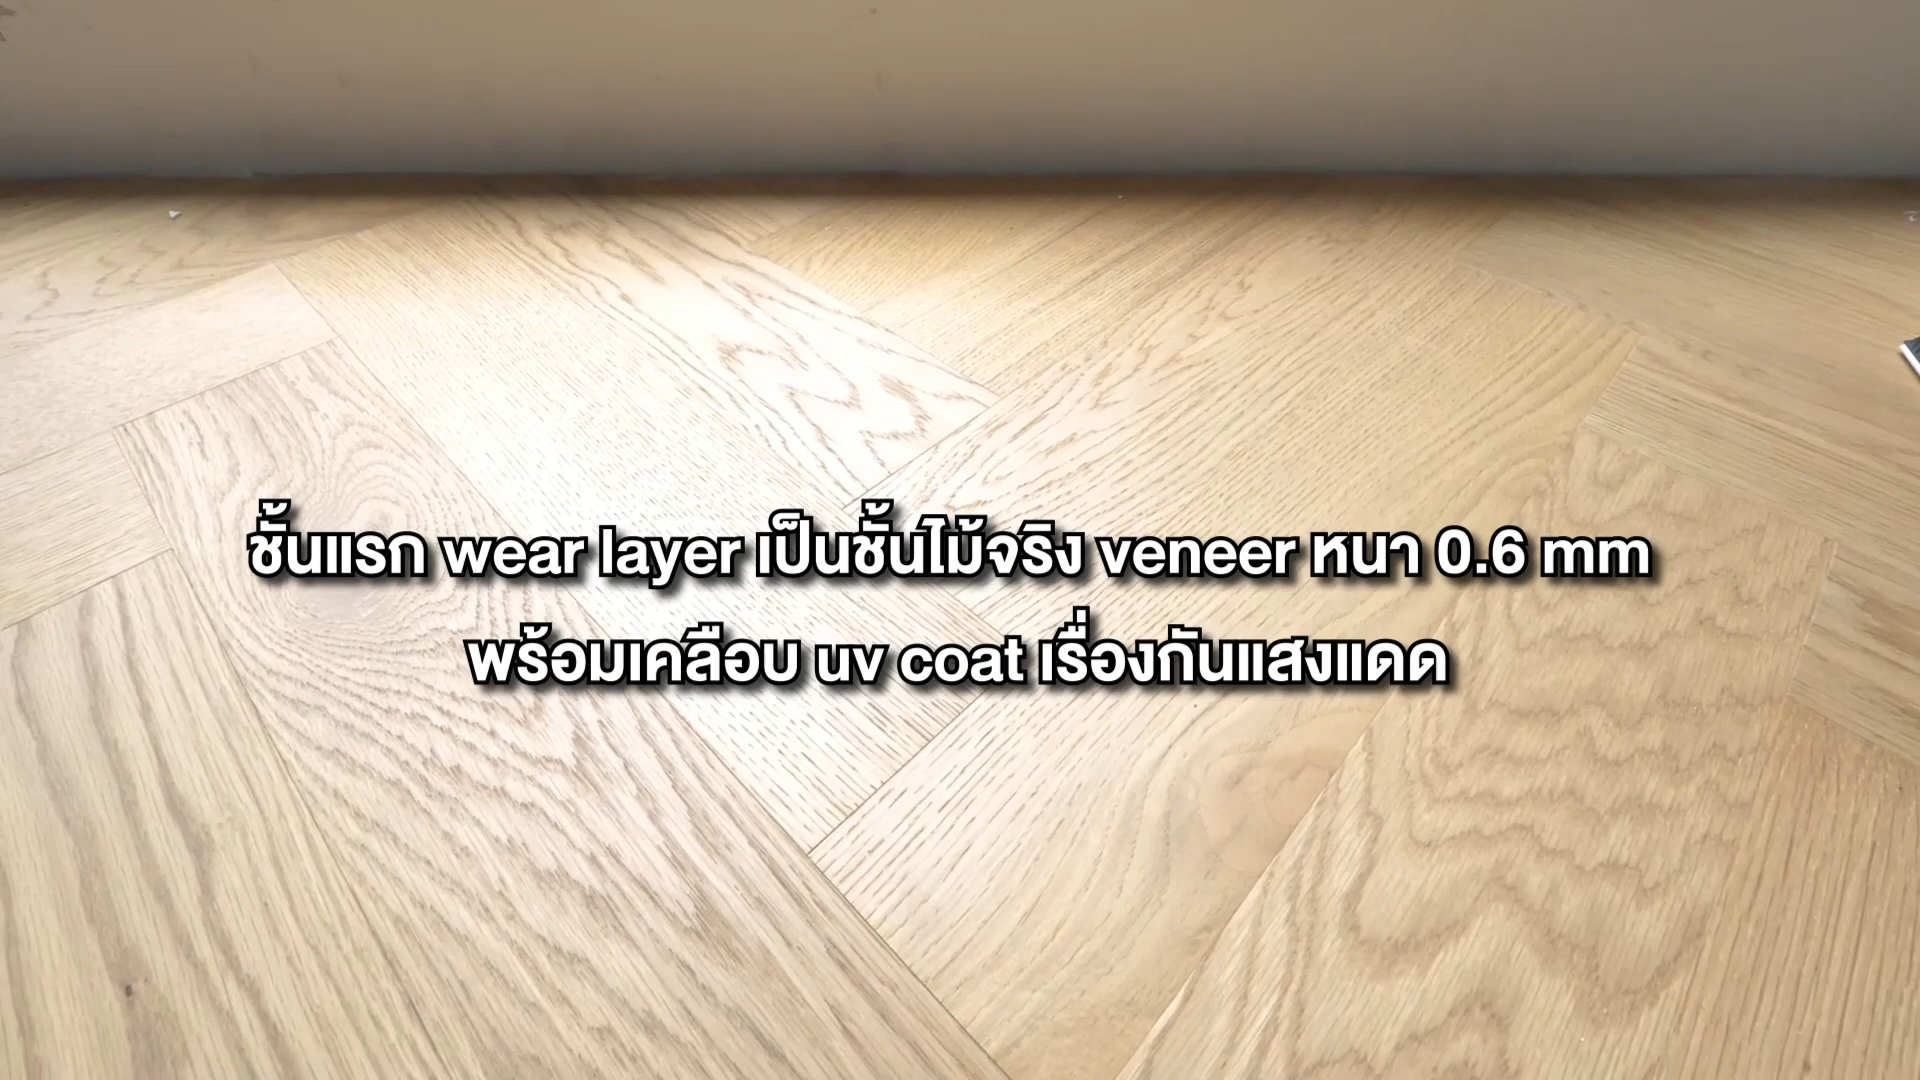 ชั้นแรก wear layer เป็นชั้นไม้จริง veneer หนา 0.6 mm
พร้อมเคลือบ uv coat เรื่องกันแสงแดด